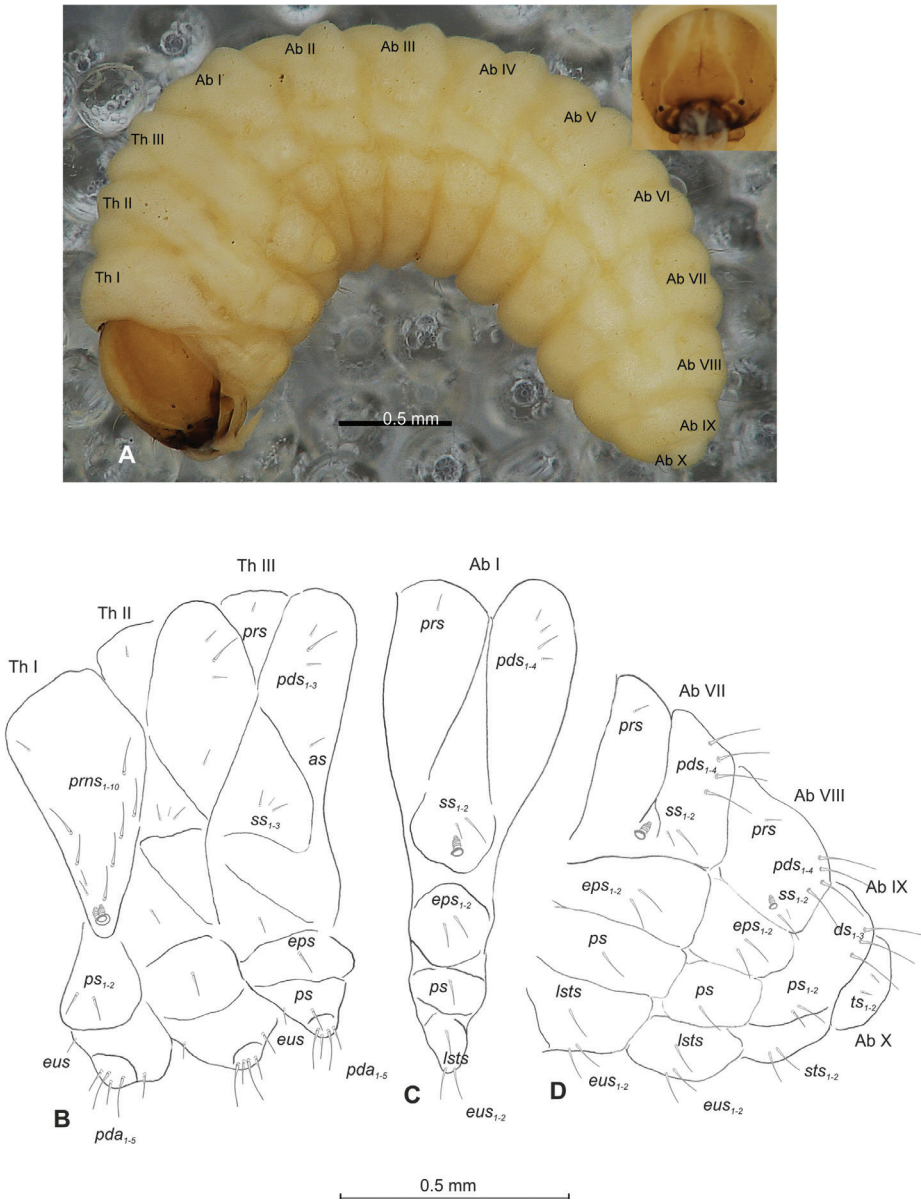 Ab I
Ab II
Ab III
Ab IV
Ab V
Ab VI
Ab VII
Ab VIII
Ab IX
Ab X
Th III
Th II
Th I
0.5 mm
A
Th I
Th II
Th III
prs
pds1-3
as
prns1-10
ss1-3
eps
ps1-2
ps
eus
eus
pda1-5
pda1-5
B
Ab I
prs
pds1-4
ss1-2
eps1-2
ps
lsts
eus1-2
C
Ab VII
prs
pds1-4
ss1-2
Ab VIII
prs
pds1-4
ss1-2
Ab IX
ds1-3
eps1-2
eps1-2
ps
ps
ps1-2
ts1-2
Ab X
lsts
lsts
sts1-2
eus1-2
eus1-2
D
0.5 mm